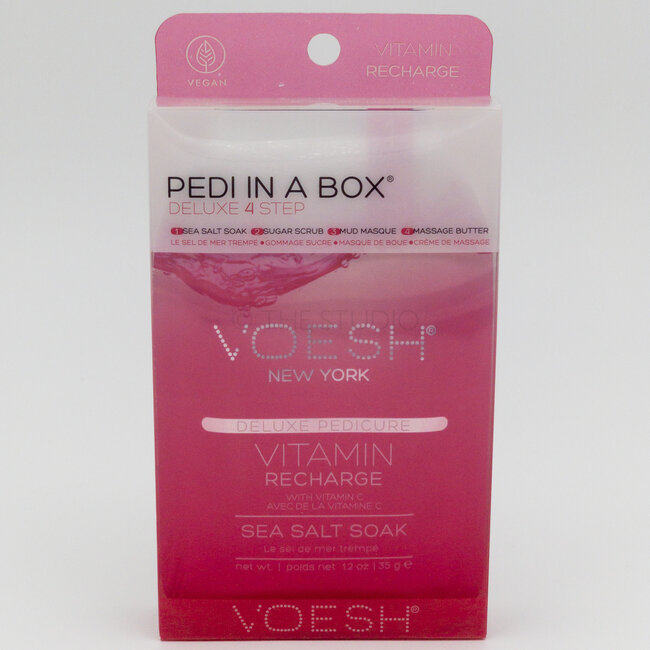 VEGAN
VITAMIN
RECHARGE
PEDI IN A BOX®
DELUXE 4 STEP
1 SEA SALT SOAK 2 SUGAR SCRUB 3 MUD MASQUE 4 MASSAGE BUTTER
LE SEL DE MER TREMPÉ • GOMMAGE SUCRE • MASQUE DE BOUE • CRÈME DE MASSAGE
© THE STUDIO
VOESH®
NEW YORK
DELUXE PEDICURE
VITAMIN
RECHARGE
WITH VITAMIN C
AVEC DE LA VITAMINE C
SEA SALT SOAK
Le sel de mer trempé
net wt. | poids net 1.2 oz | 35 g e
VOESH®